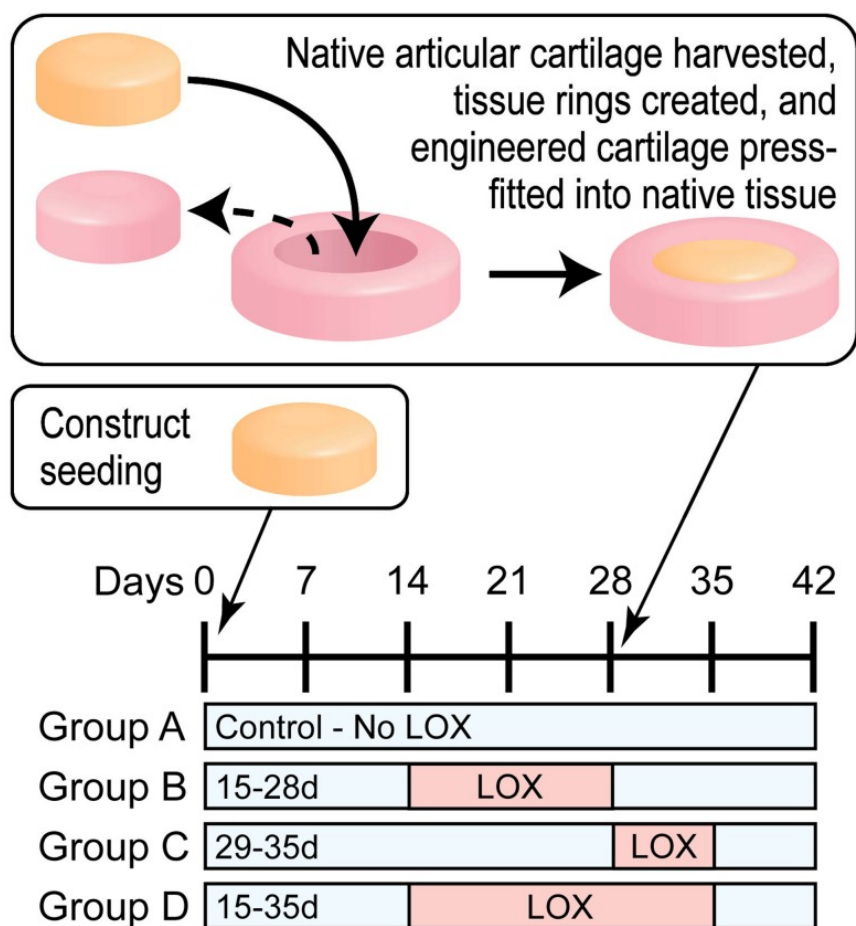 Native articular cartilage harvested,
tissue rings created, and
engineered cartilage press-
fitted into native tissue
Construct
seeding
Days 0 7 14 21 28 35 42
Group A Control - No LOX
Group B 15-28d LOX
Group C 29-35d LOX
Group D 15-35d LOX